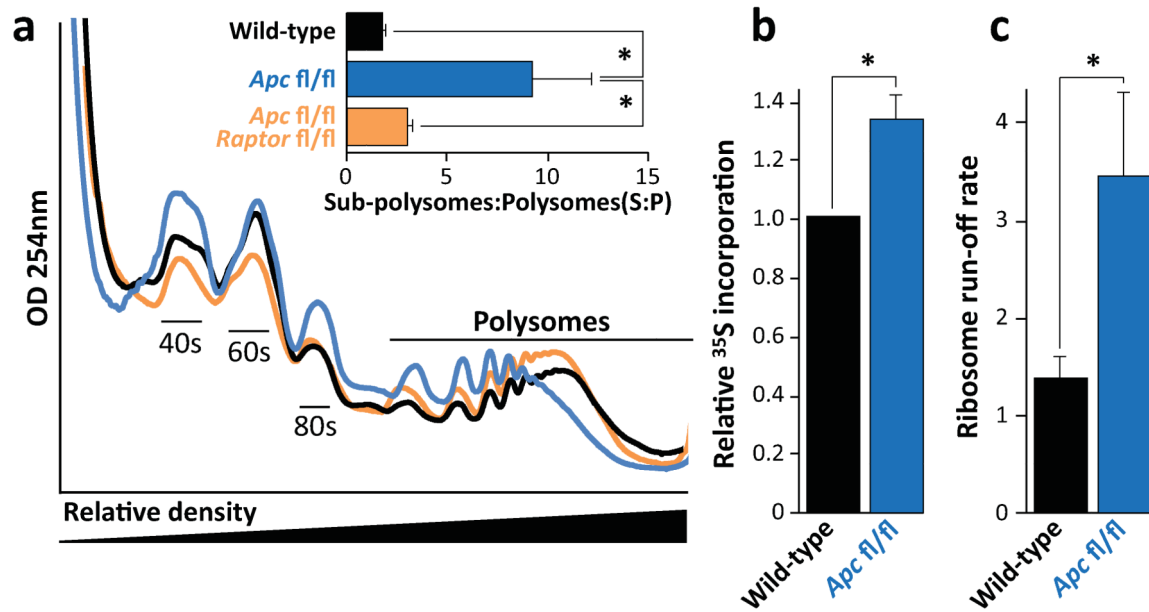 a
Wild-type
Apc fl/fl
Apc fl/fl
Raptor fl/fl
*
*
0
5
10
15
Sub-polysomes:Polysomes(S:P)
OD 254nm
40s
60s
80s
Polysomes
Relative density
b
*
Relative ³⁵S incorporation
1.4
1.2
1.0
0.8
0.6
0.4
0.2
0
Wild-type
Apc fl/fl
c
*
Ribosome run-off rate
4
3
2
1
0
Wild-type
Apc fl/fl